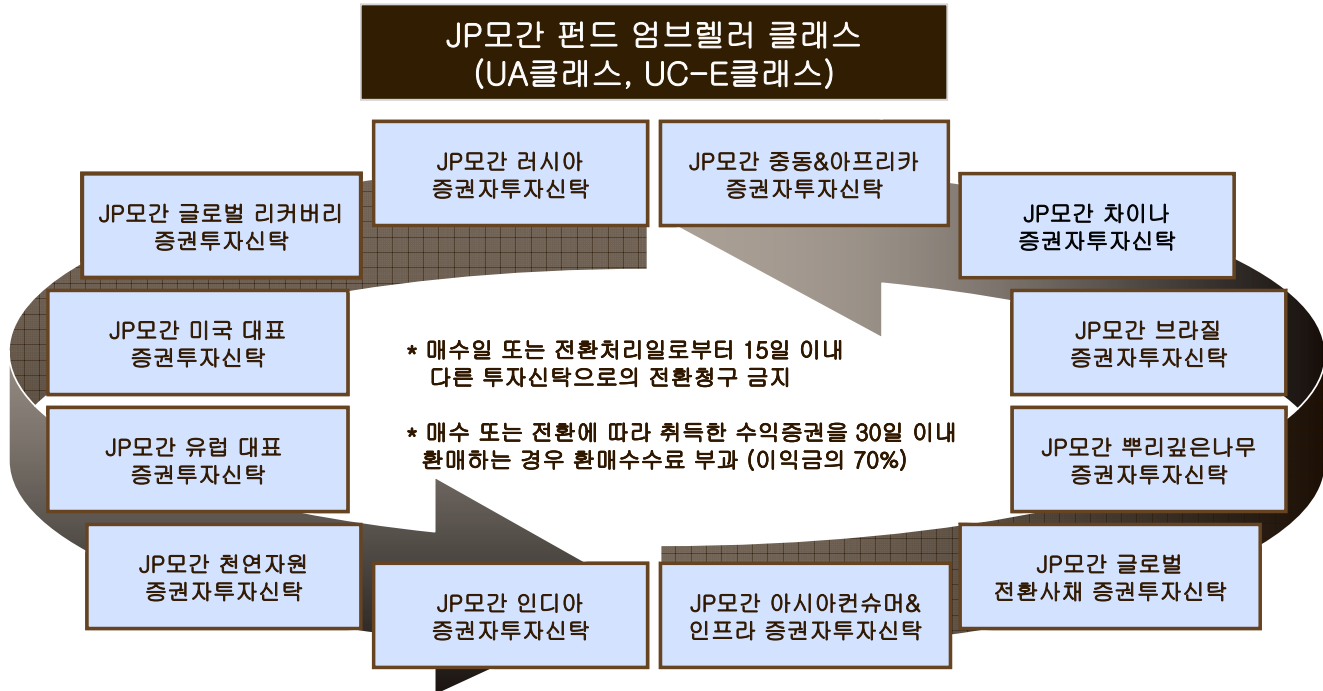 JP모간 펀드 엄브렐러 클래스
(UA클래스, UC-E클래스)
JP모간 러시아
증권자투자신탁
JP모간 중동&아프리카
증권자투자신탁
JP모간 글로벌 리커버리
증권투자신탁
JP모간 차이나
증권자투자신탁
JP모간 미국 대표
증권투자신탁
JP모간 브라질
증권자투자신탁
* 매수일 또는 전환처리일로부터 15일 이내
다른 투자신탁으로의 전환청구 금지
* 매수 또는 전환에 따라 취득한 수익증권을 30일 이내
환매하는 경우 환매수수료 부과 (이익금의 70%)
JP모간 유럽 대표
증권투자신탁
JP모간 뿌리깊은나무
증권투자신탁
JP모간 천연자원
증권자투자신탁
JP모간 글로벌
전환사채 증권투자신탁
JP모간 인디아
증권자투자신탁
JP모간 아시아컨슈머&
인프라 증권자투자신탁